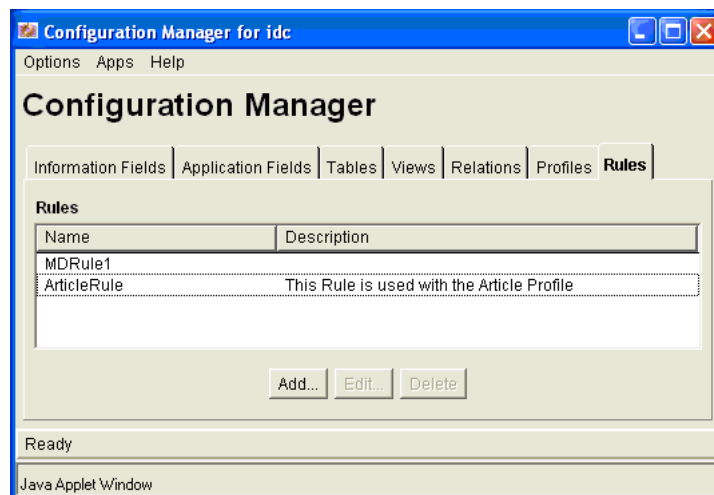 Configuration Manager for idc
Options Apps Help
Configuration Manager
Information Fields Application Fields Tables Views Relations Profiles Rules
Rules
Name Description
MDRule1
ArticleRule This Rule is used with the Article Profile
Add... Edit... Delete
Ready
Java Applet Window